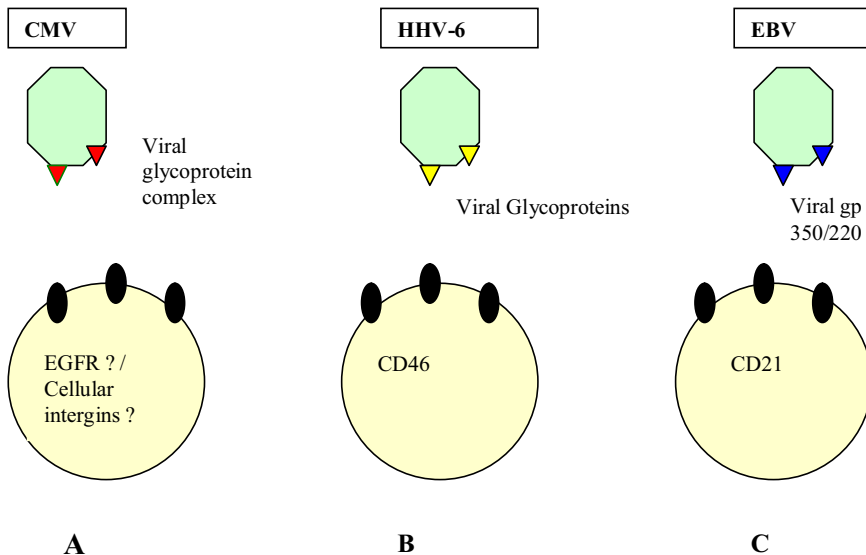 CMV
HHV-6
EBV
Viral
glycoprotein
complex
Viral Glycoproteins
Viral gp
350/220
EGFR ? /
Cellular
intergins ?
CD46
CD21
A
B
C